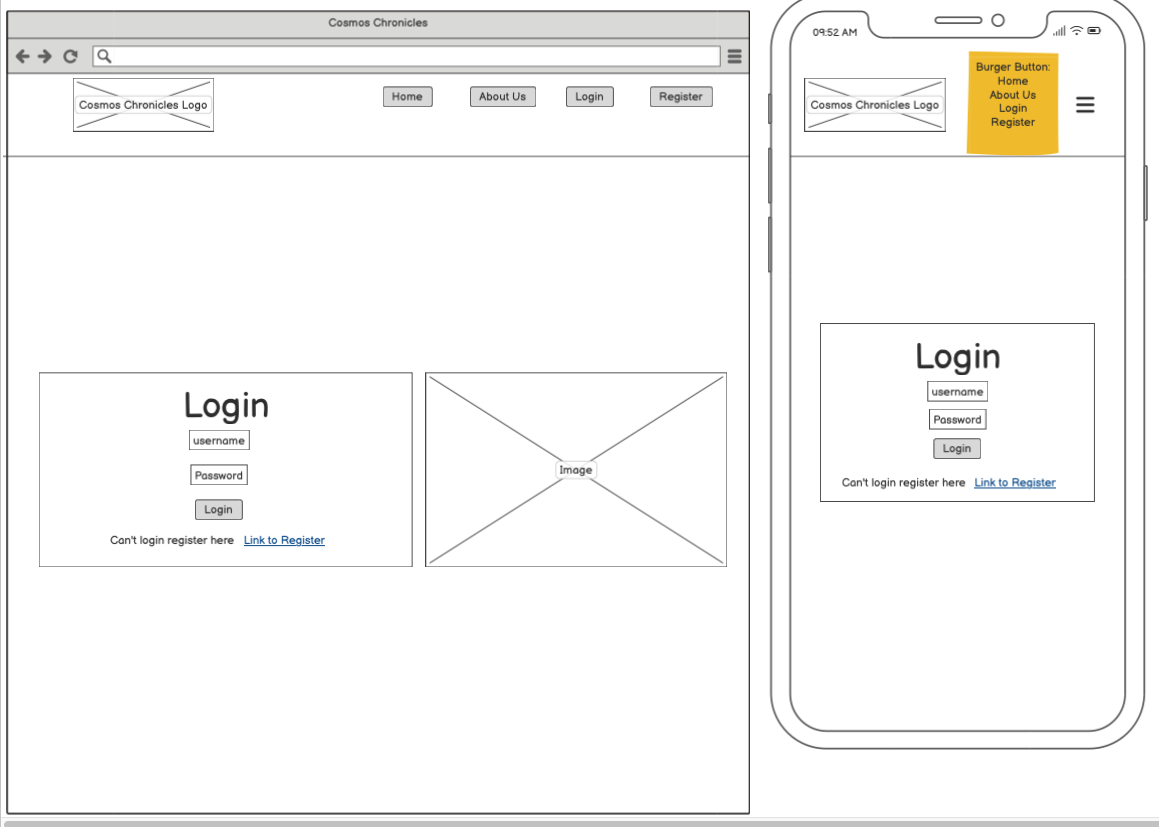 Cosmos Chronicles
Cosmos Chronicles Logo
Home
About Us
Login
Register
Login
username
Password
Login
Can't login register here Link to Register
Image
09:52 AM
Cosmos Chronicles Logo
Burger Button:
Home
About Us
Login
Register
Login
username
Password
Login
Can't login register here Link to Register